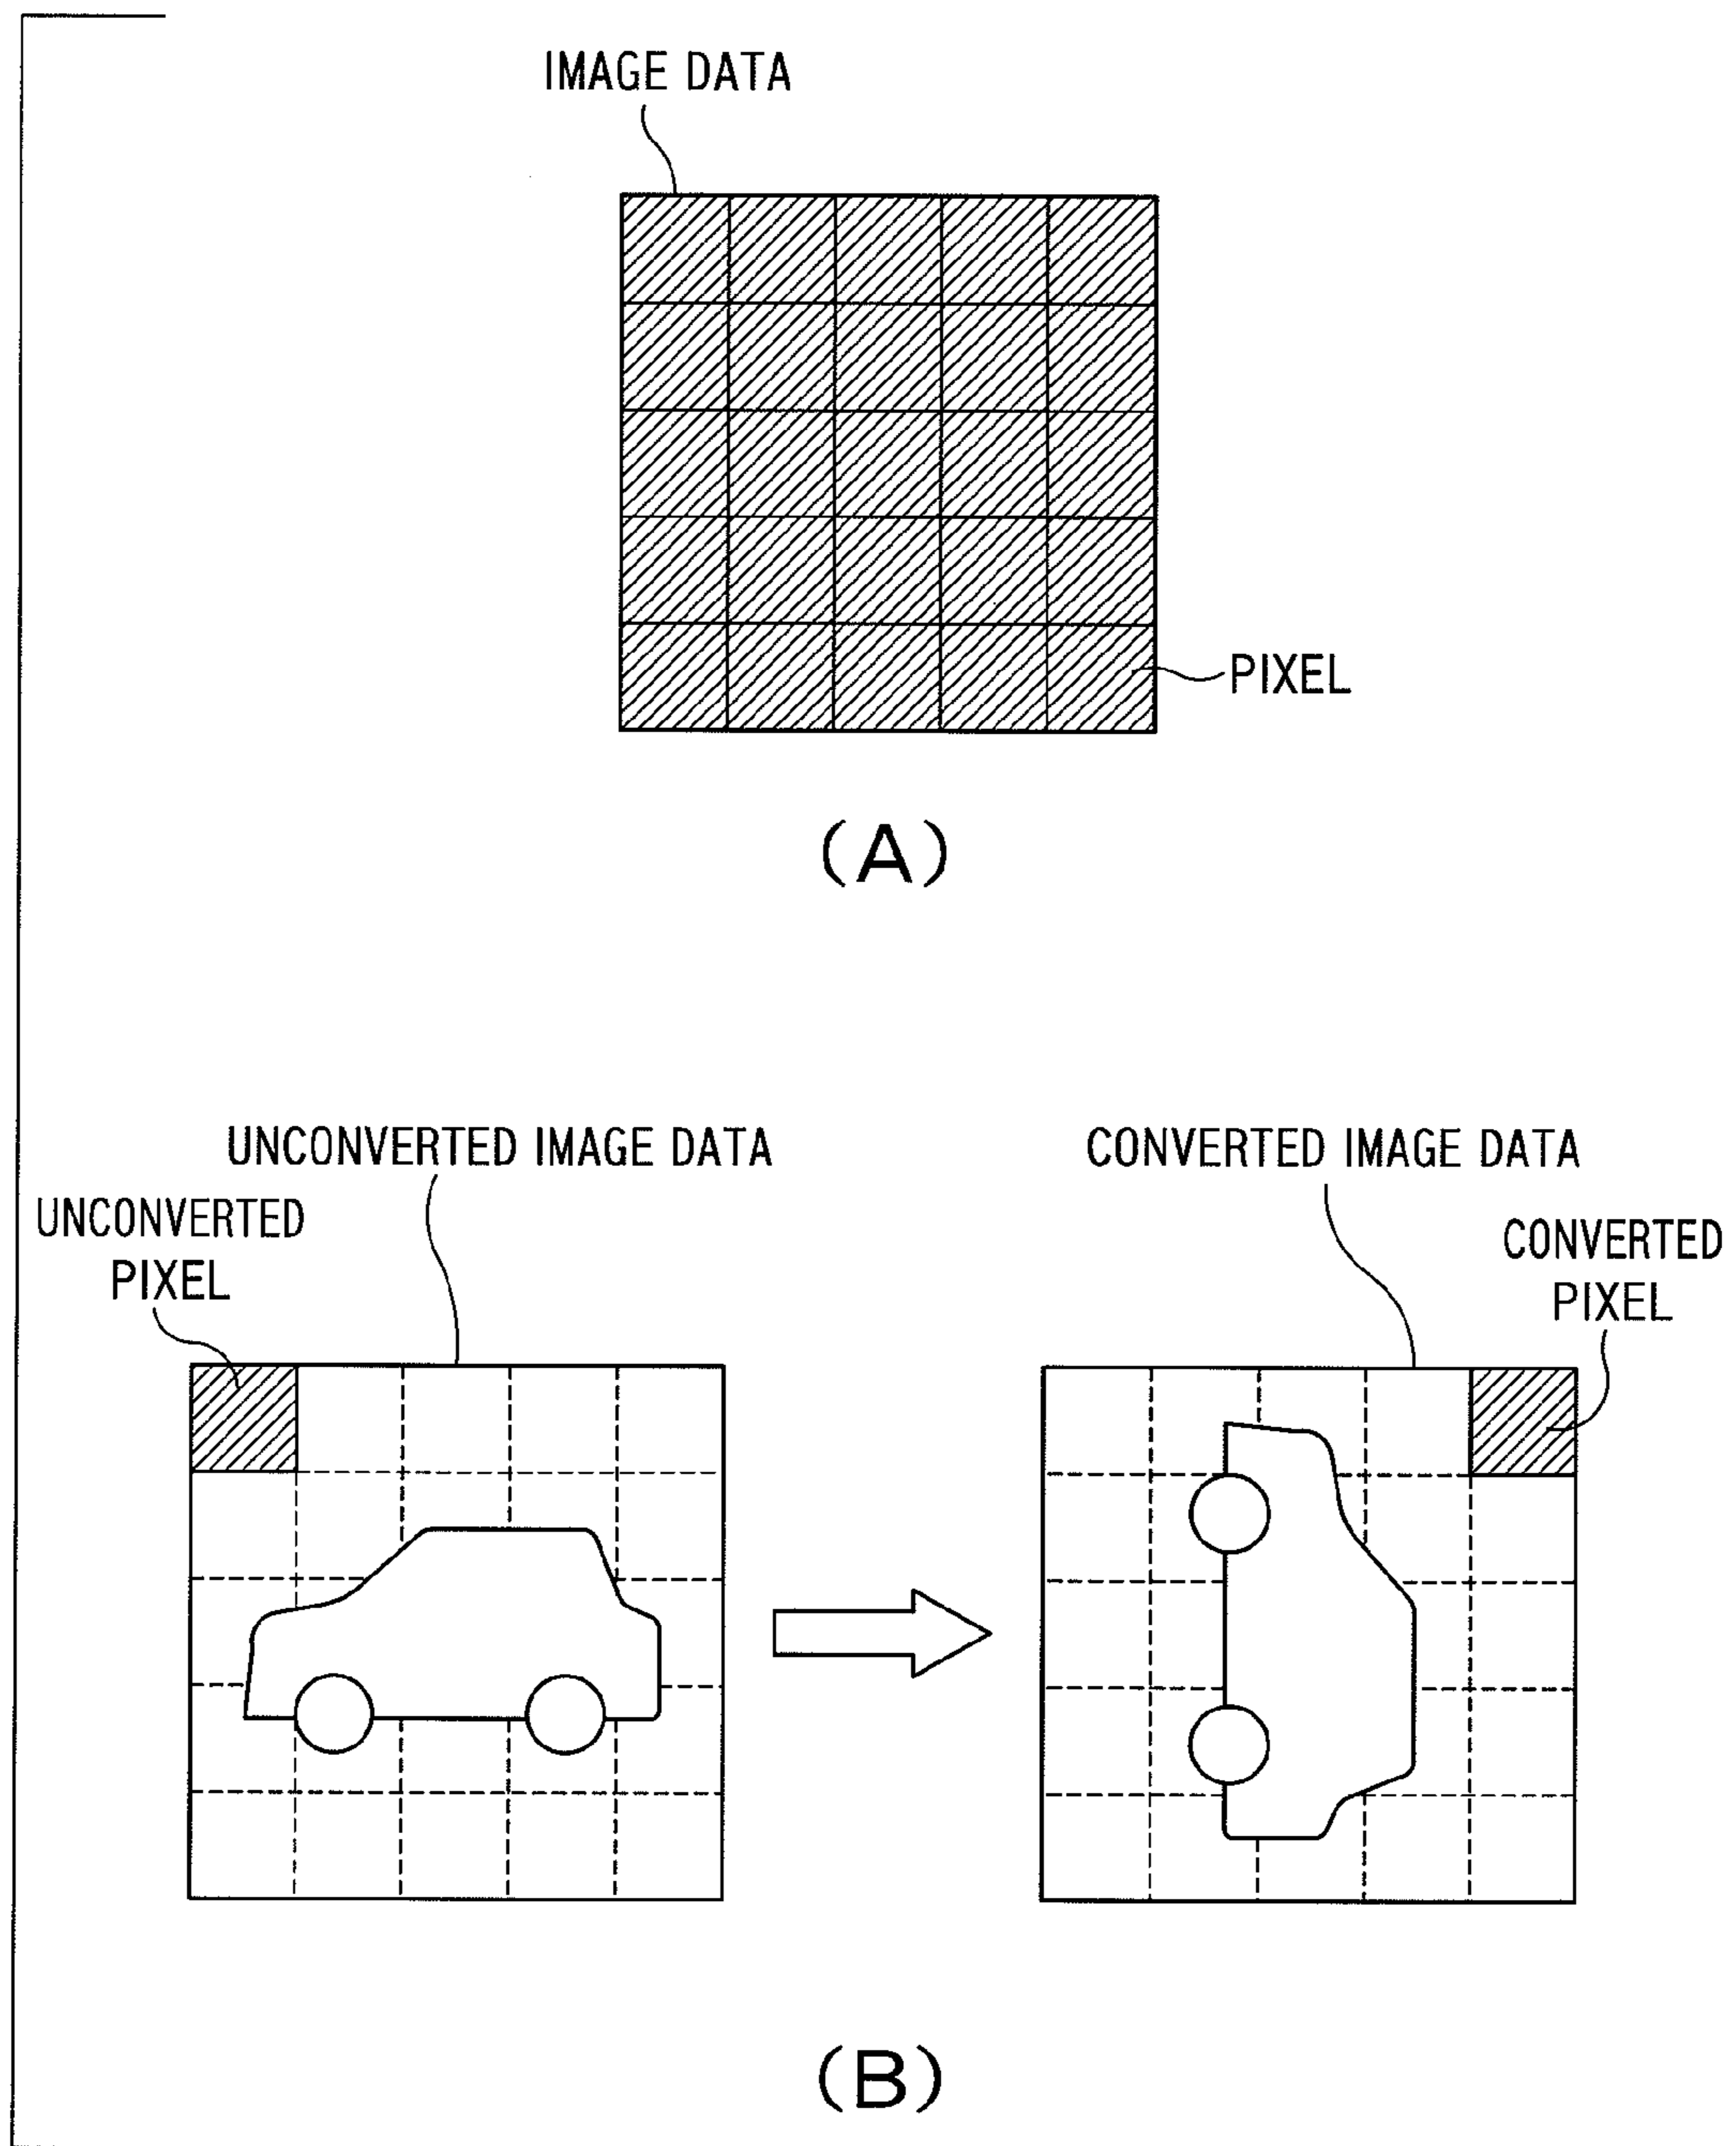 IMAGE DATA
PIXEL
(A)
UNCONVERTED IMAGE DATA
UNCONVERTED
PIXEL
CONVERTED IMAGE DATA
CONVERTED
PIXEL
(B)